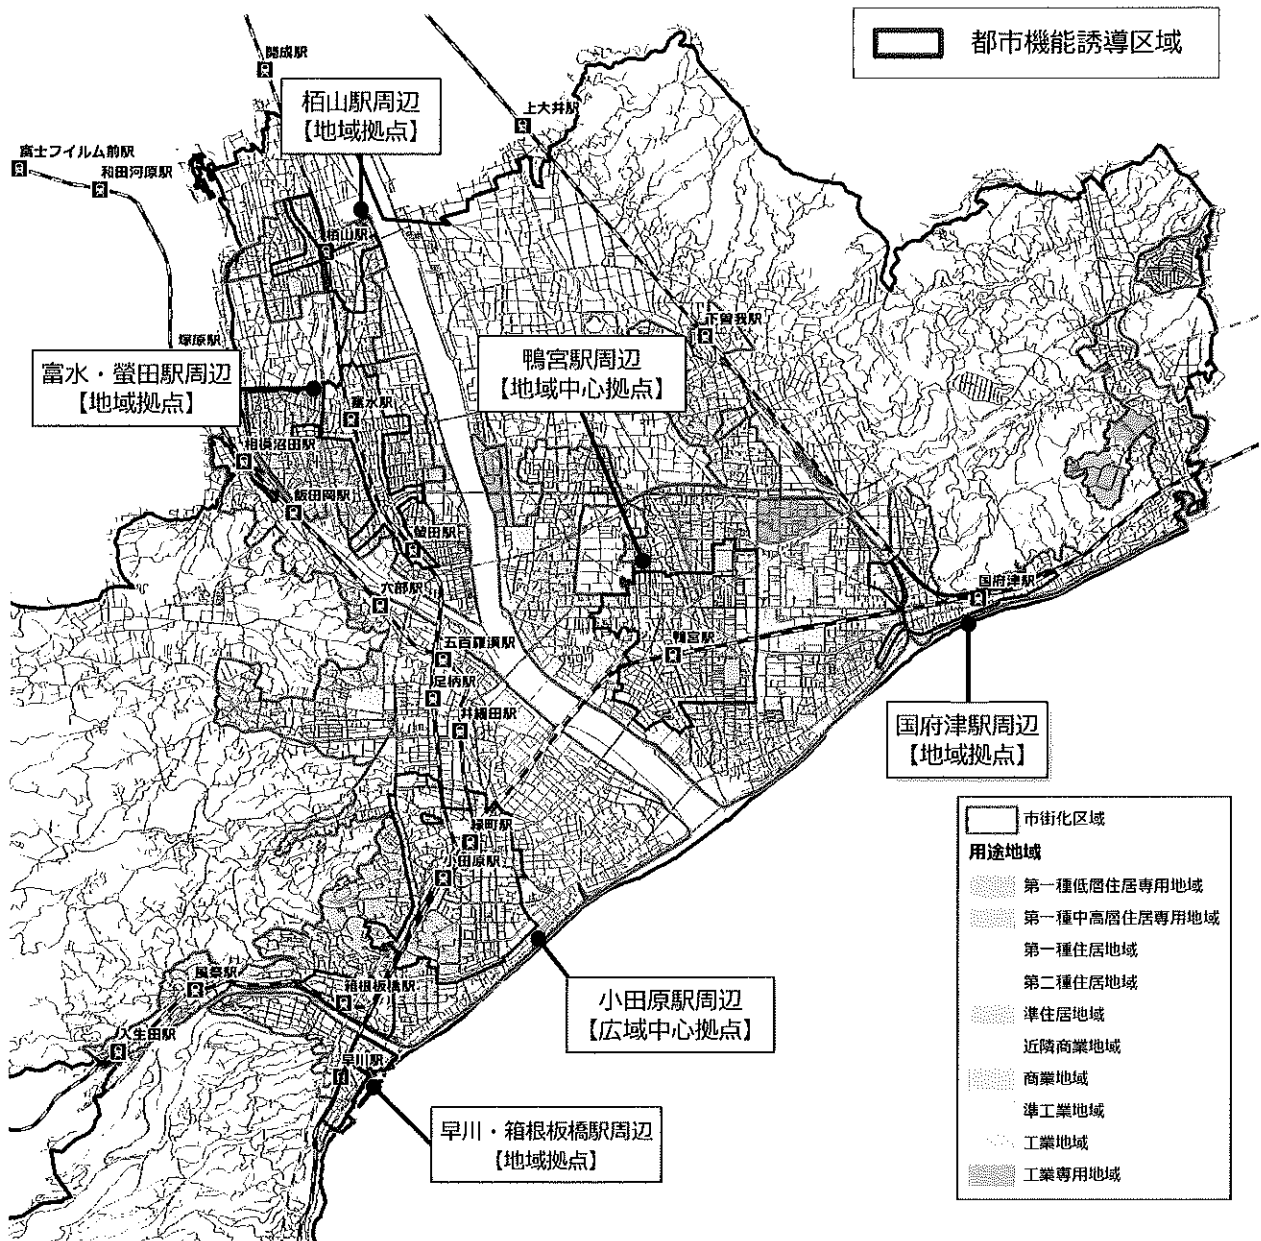 都市機能誘導区域
開成駅
栢山駅周辺
【地域拠点】
上大井駅
富士フイルム前駅
和田河原駅
栢山駅
下曽我駅
塚原駅
富水・螢田駅周辺
【地域拠点】
鴨宮駅周辺
【地域中心拠点】
富水駅
相模沼田駅
飯田岡駅
螢田駅
穴部駅
国府津駅
五百羅漢駅
鴨宮駅
足柄駅
井細田駅
国府津駅周辺
【地域拠点】
緑町駅
小田原駅
風祭駅
箱根板橋駅
小田原駅周辺
【広域中心拠点】
入生田駅
早川駅
早川・箱根板橋駅周辺
【地域拠点】
市街化区域
用途地域
第一種低層住居専用地域
第一種中高層住居専用地域
第一種住居地域
第二種住居地域
準住居地域
近隣商業地域
商業地域
準工業地域
工業地域
工業専用地域